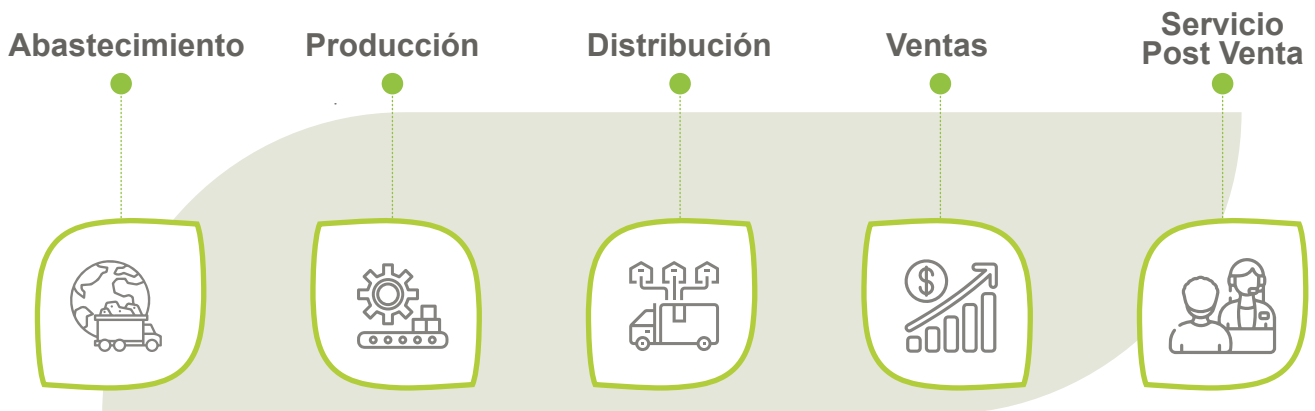 Abastecimiento
Producción
Distribución
Ventas
Servicio
Post Venta
$